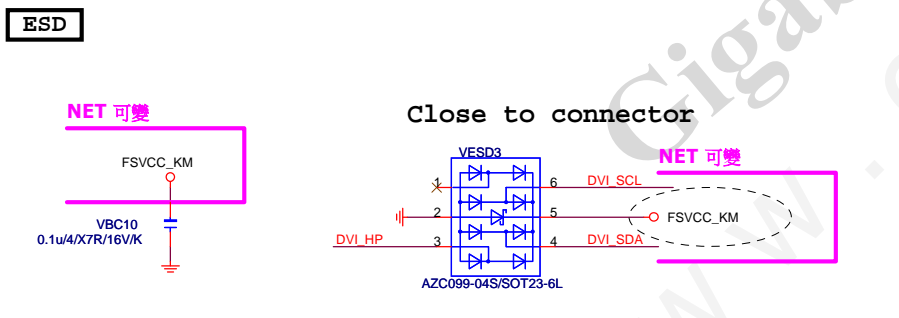 ESD
NET 可變
FSVCC_KM
VBC10
0.1u/4/X7R/16V/K
Close to connector
VESD3
NET 可變
1
6
DVI_SCL
2
5
FSVCC_KM
DVI_HP
3
4
DVI_SDA
AZC099-04S/SOT23-6L
Gigab
w w .